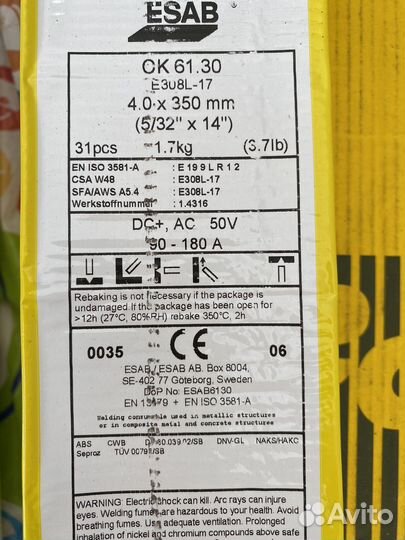 ESAB
OK 61.30
E308L-17
4.0 x 350 mm
(5/32" x 14")
31pcs 1.7kg (3.7lb)
EN ISO 3581-A : E 19 9 L R 1 2
CSA W48 : E308L-17
SFA/AWS A5.4 : E308L-17
Werkstoffnummer : 1.4316
DC+, AC 50V
90 - 180 A
Rebaking is not necessary if the package is
undamaged. If the package has been open for
>12h (27°C, 80%RH) rebake 350°C, 2h
0035 CE 06
ESAB / ESAB AB. Box 8004,
SE-402 77 Göteborg, Sweden
DoP No: ESAB6130
EN 13479 + EN ISO 3581-A
Welding consumable used in metallic structures
or in composite metal and concrete structures
ABS CWB DNV-GL NAKS/HAKC
Seproz TÜV
WARNING: Electric shock can kill. Arc rays can injure
eyes. Welding fumes are hazardous to your health. Avoid
breathing fumes. Use adequate ventilation. Prolonged
inhalation of nickel and chromium compounds above safe
Avito